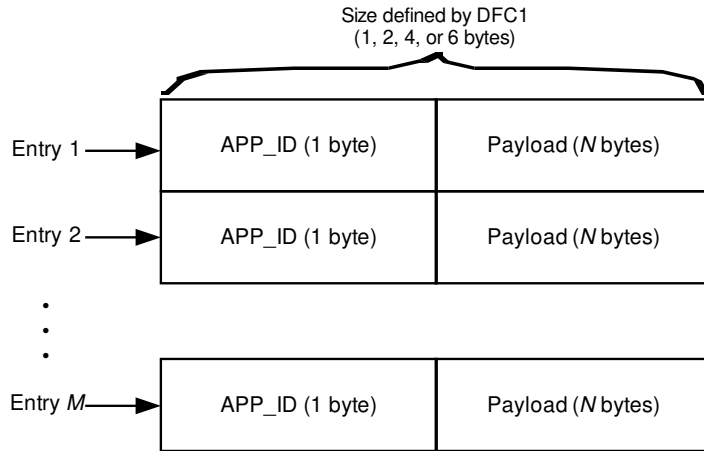 Size defined by DFC1
(1, 2, 4, or 6 bytes)
Entry 1 APP_ID (1 byte) Payload (N bytes)
Entry 2 APP_ID (1 byte) Payload (N bytes)
Entry M APP_ID (1 byte) Payload (N bytes)